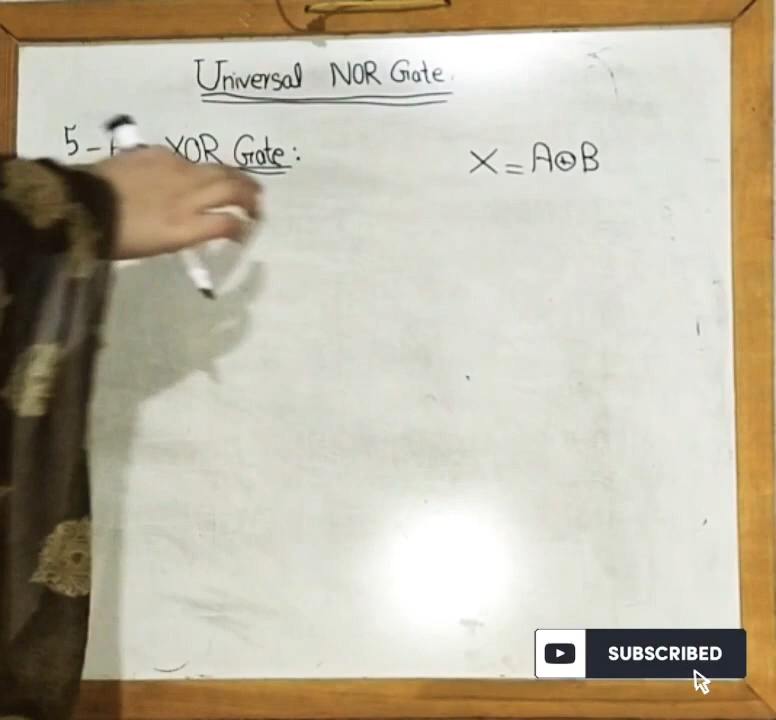 Universal NOR Gate.
5- XOR Gate:
X = A⊕B
SUBSCRIBED